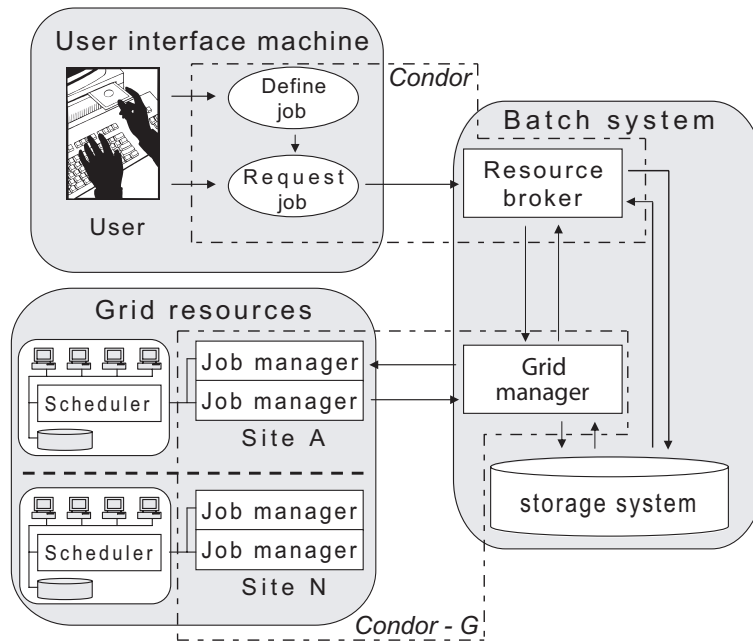 User interface machine
Condor
Define
job
Request
job
User
Batch system
Resource
broker
Grid resources
Scheduler
Job manager
Job manager
Site A
Grid
manager
Scheduler
Job manager
Job manager
Site N
storage system
Condor - G